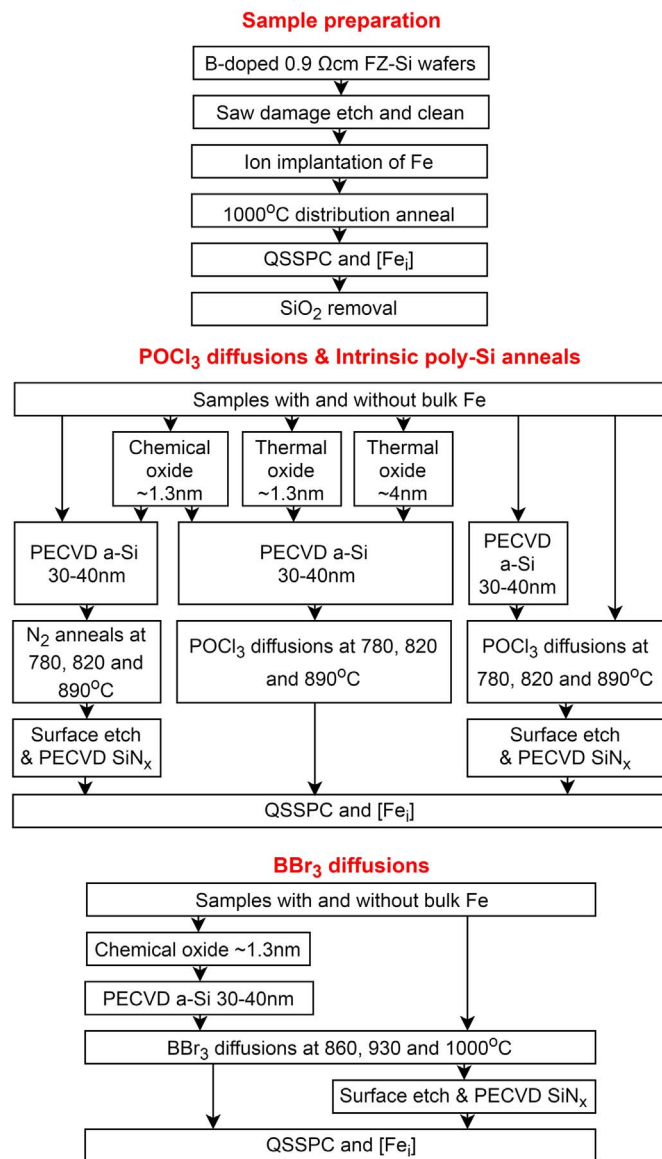 Sample preparation
B-doped 0.9 Ωcm FZ-Si wafers
Saw damage etch and clean
Ion implantation of Fe
1000°C distribution anneal
QSSPC and [Feᵢ]
SiO₂ removal
POCl₃ diffusions & Intrinsic poly-Si anneals
Samples with and without bulk Fe
Chemical
oxide
~1.3nm
Thermal
oxide
~1.3nm
Thermal
oxide
~4nm
PECVD a-Si
30-40nm
PECVD a-Si
30-40nm
PECVD
a-Si
30-40nm
N₂ anneals at
780, 820 and
890°C
POCl₃ diffusions at 780, 820
and 890°C
POCl₃ diffusions at
780, 820 and 890°C
Surface etch
& PECVD SiNₓ
Surface etch
& PECVD SiNₓ
QSSPC and [Feᵢ]
BBr₃ diffusions
Samples with and without bulk Fe
Chemical oxide ~1.3nm
PECVD a-Si 30-40nm
BBr₃ diffusions at 860, 930 and 1000°C
Surface etch & PECVD SiNₓ
QSSPC and [Feᵢ]